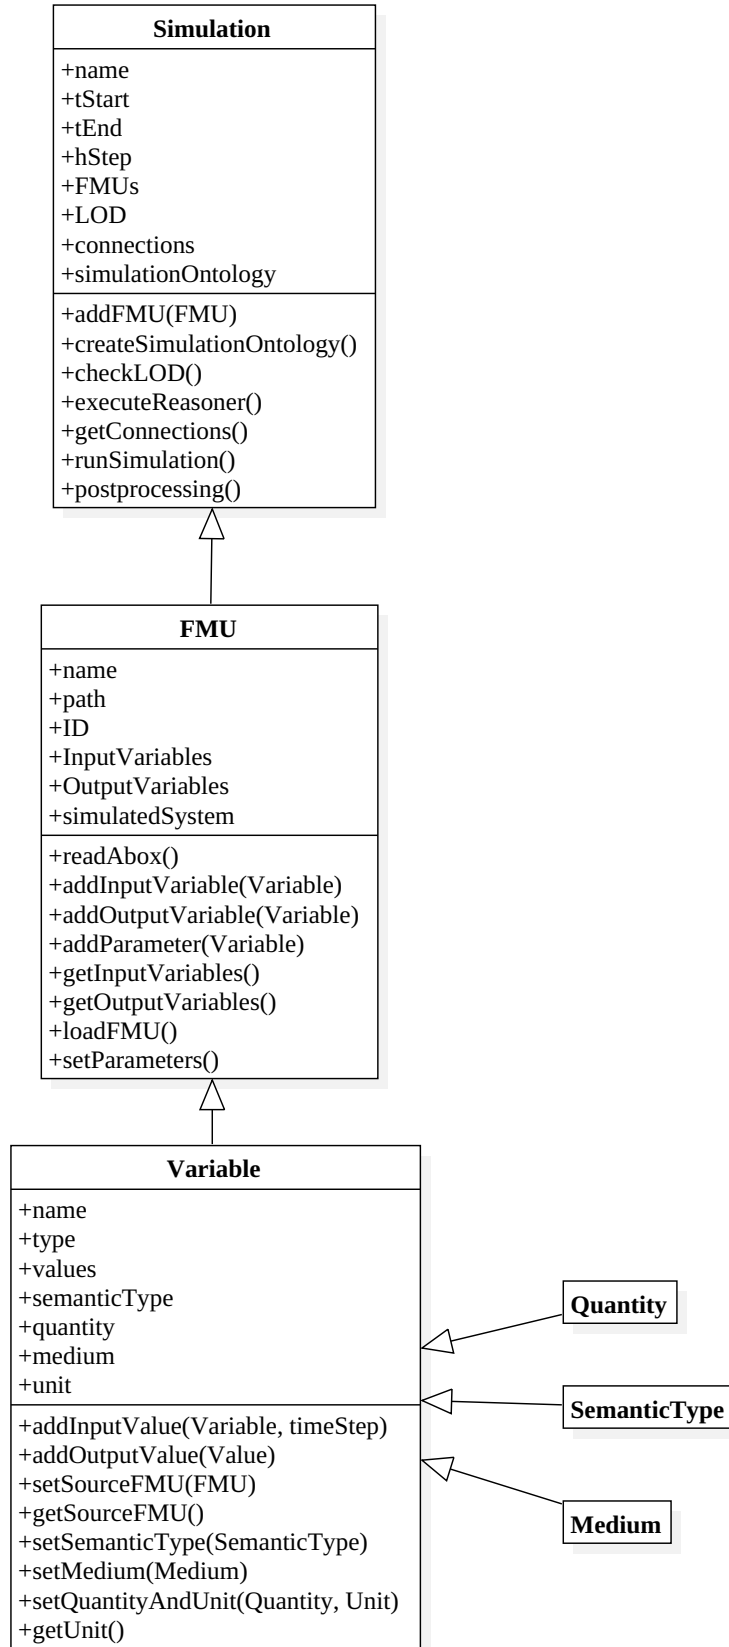 Simulation
+name
+tStart
+tEnd
+hStep
+FMUs
+LOD
+connections
+simulationOntology
+addFMU(FMU)
+createSimulationOntology()
+checkLOD()
+executeReasoner()
+getConnections()
+runSimulation()
+postprocessing()
FMU
+name
+path
+ID
+InputVariables
+OutputVariables
+simulatedSystem
+readAbox()
+addInputVariable(Variable)
+addOutputVariable(Variable)
+addParameter(Variable)
+getInputVariables()
+getOutputVariables()
+loadFMU()
+setParameters()
Variable
+name
+type
+values
+semanticType
+quantity
+medium
+unit
+addInputValue(Variable, timeStep)
+addOutputValue(Value)
+setSourceFMU(FMU)
+getSourceFMU()
+setSemanticType(SemanticType)
+setMedium(Medium)
+setQuantityAndUnit(Quantity, Unit)
+getUnit()
Quantity
SemanticType
Medium